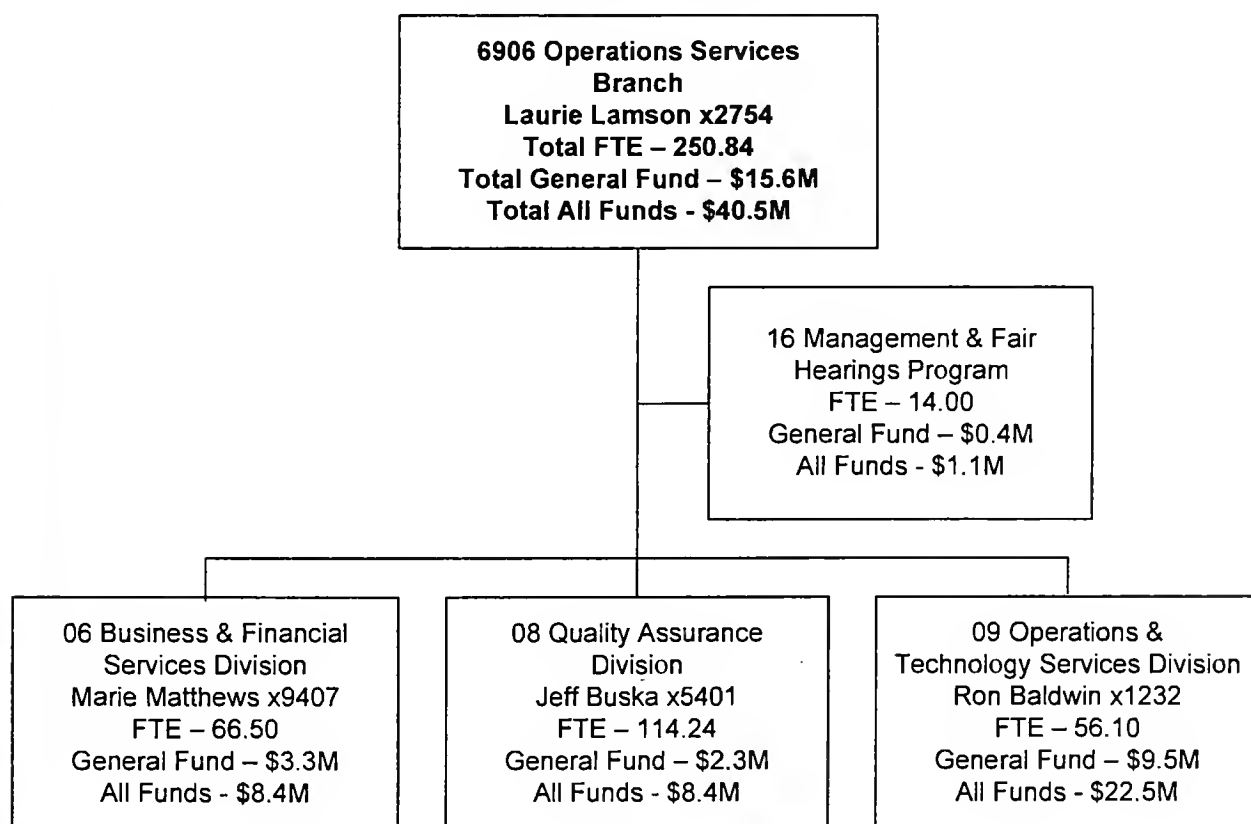 6906 Operations Services
Branch
Laurie Lamson x2754
Total FTE – 250.84
Total General Fund – $15.6M
Total All Funds - $40.5M
16 Management & Fair
Hearings Program
FTE – 14.00
General Fund – $0.4M
All Funds - $1.1M
06 Business & Financial
Services Division
Marie Matthews x9407
FTE – 66.50
General Fund – $3.3M
All Funds - $8.4M
08 Quality Assurance
Division
Jeff Buska x5401
FTE – 114.24
General Fund – $2.3M
All Funds - $8.4M
09 Operations &
Technology Services Division
Ron Baldwin x1232
FTE – 56.10
General Fund – $9.5M
All Funds - $22.5M